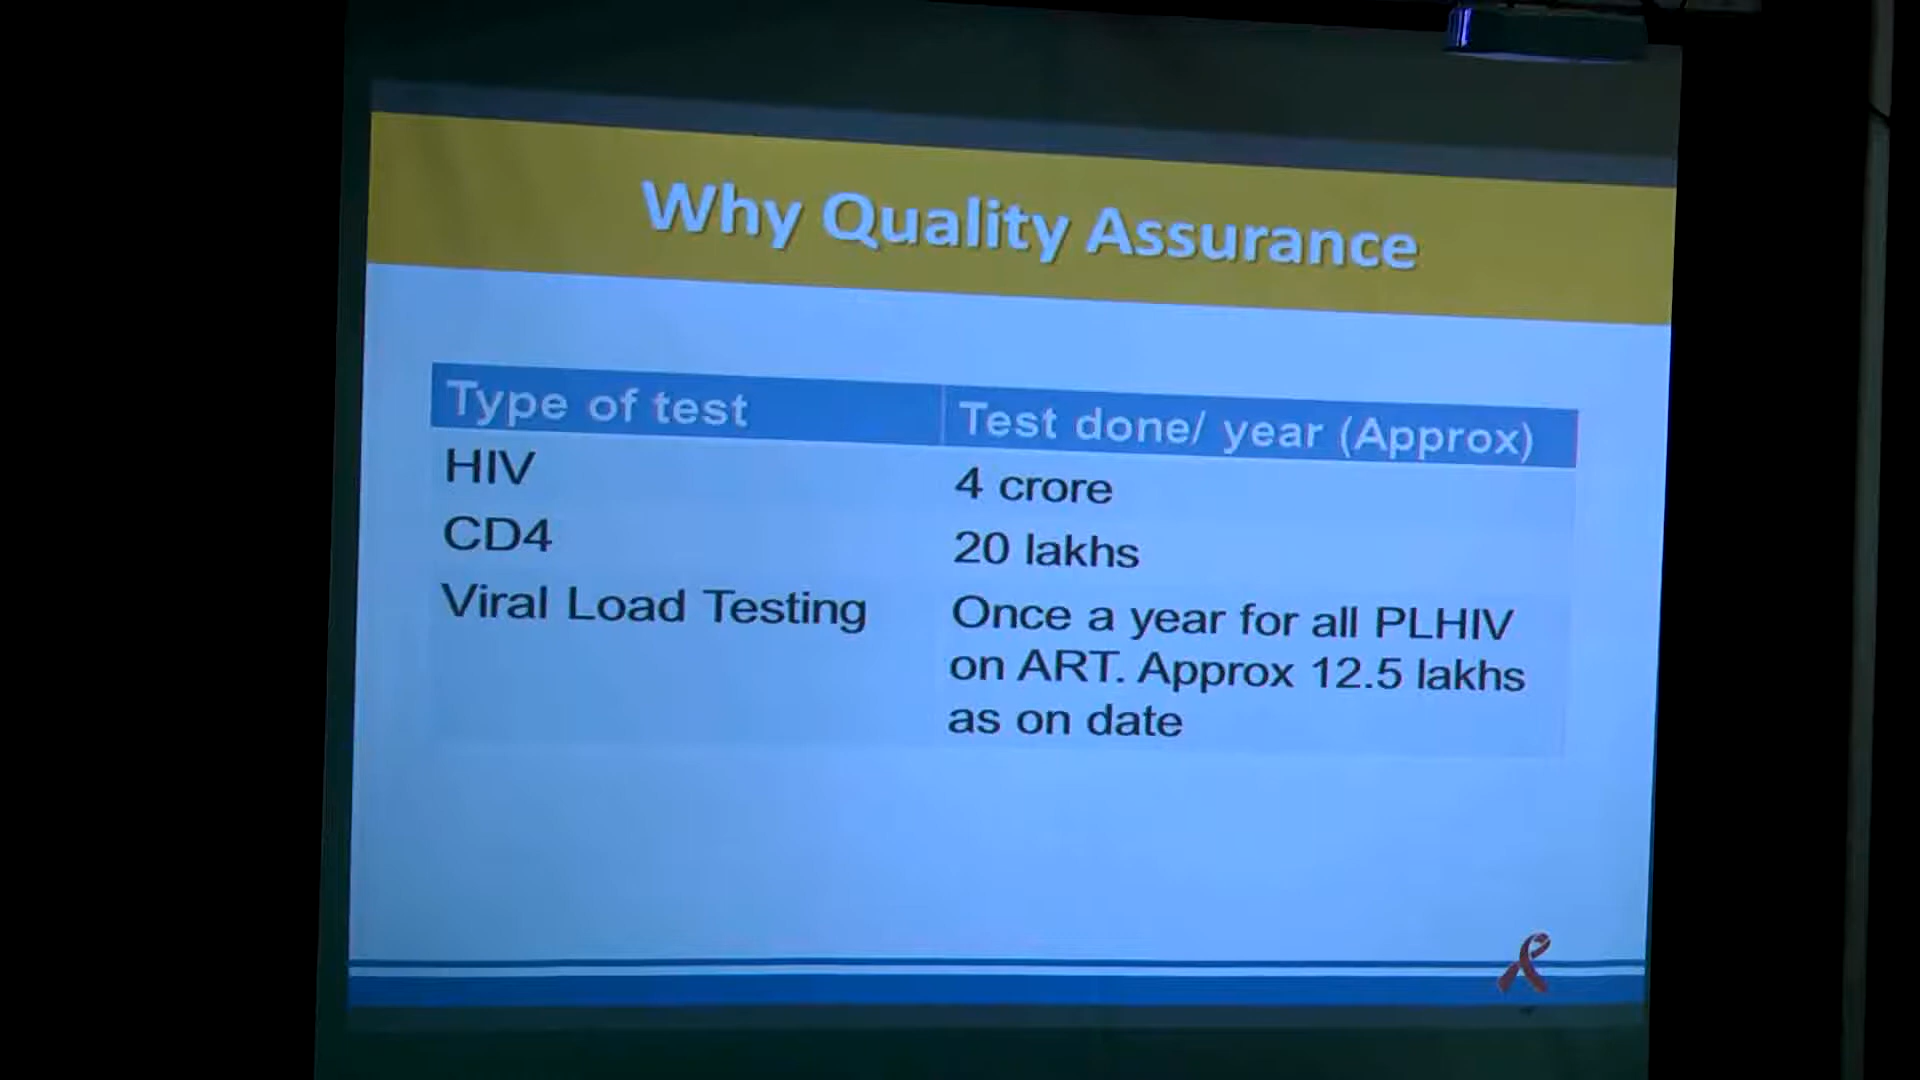 Why Quality Assurance
Type of test
Test done/ year (Approx)
HIV
4 crore
CD4
20 lakhs
Viral Load Testing
Once a year for all PLHIV
on ART. Approx 12.5 lakhs
as on date